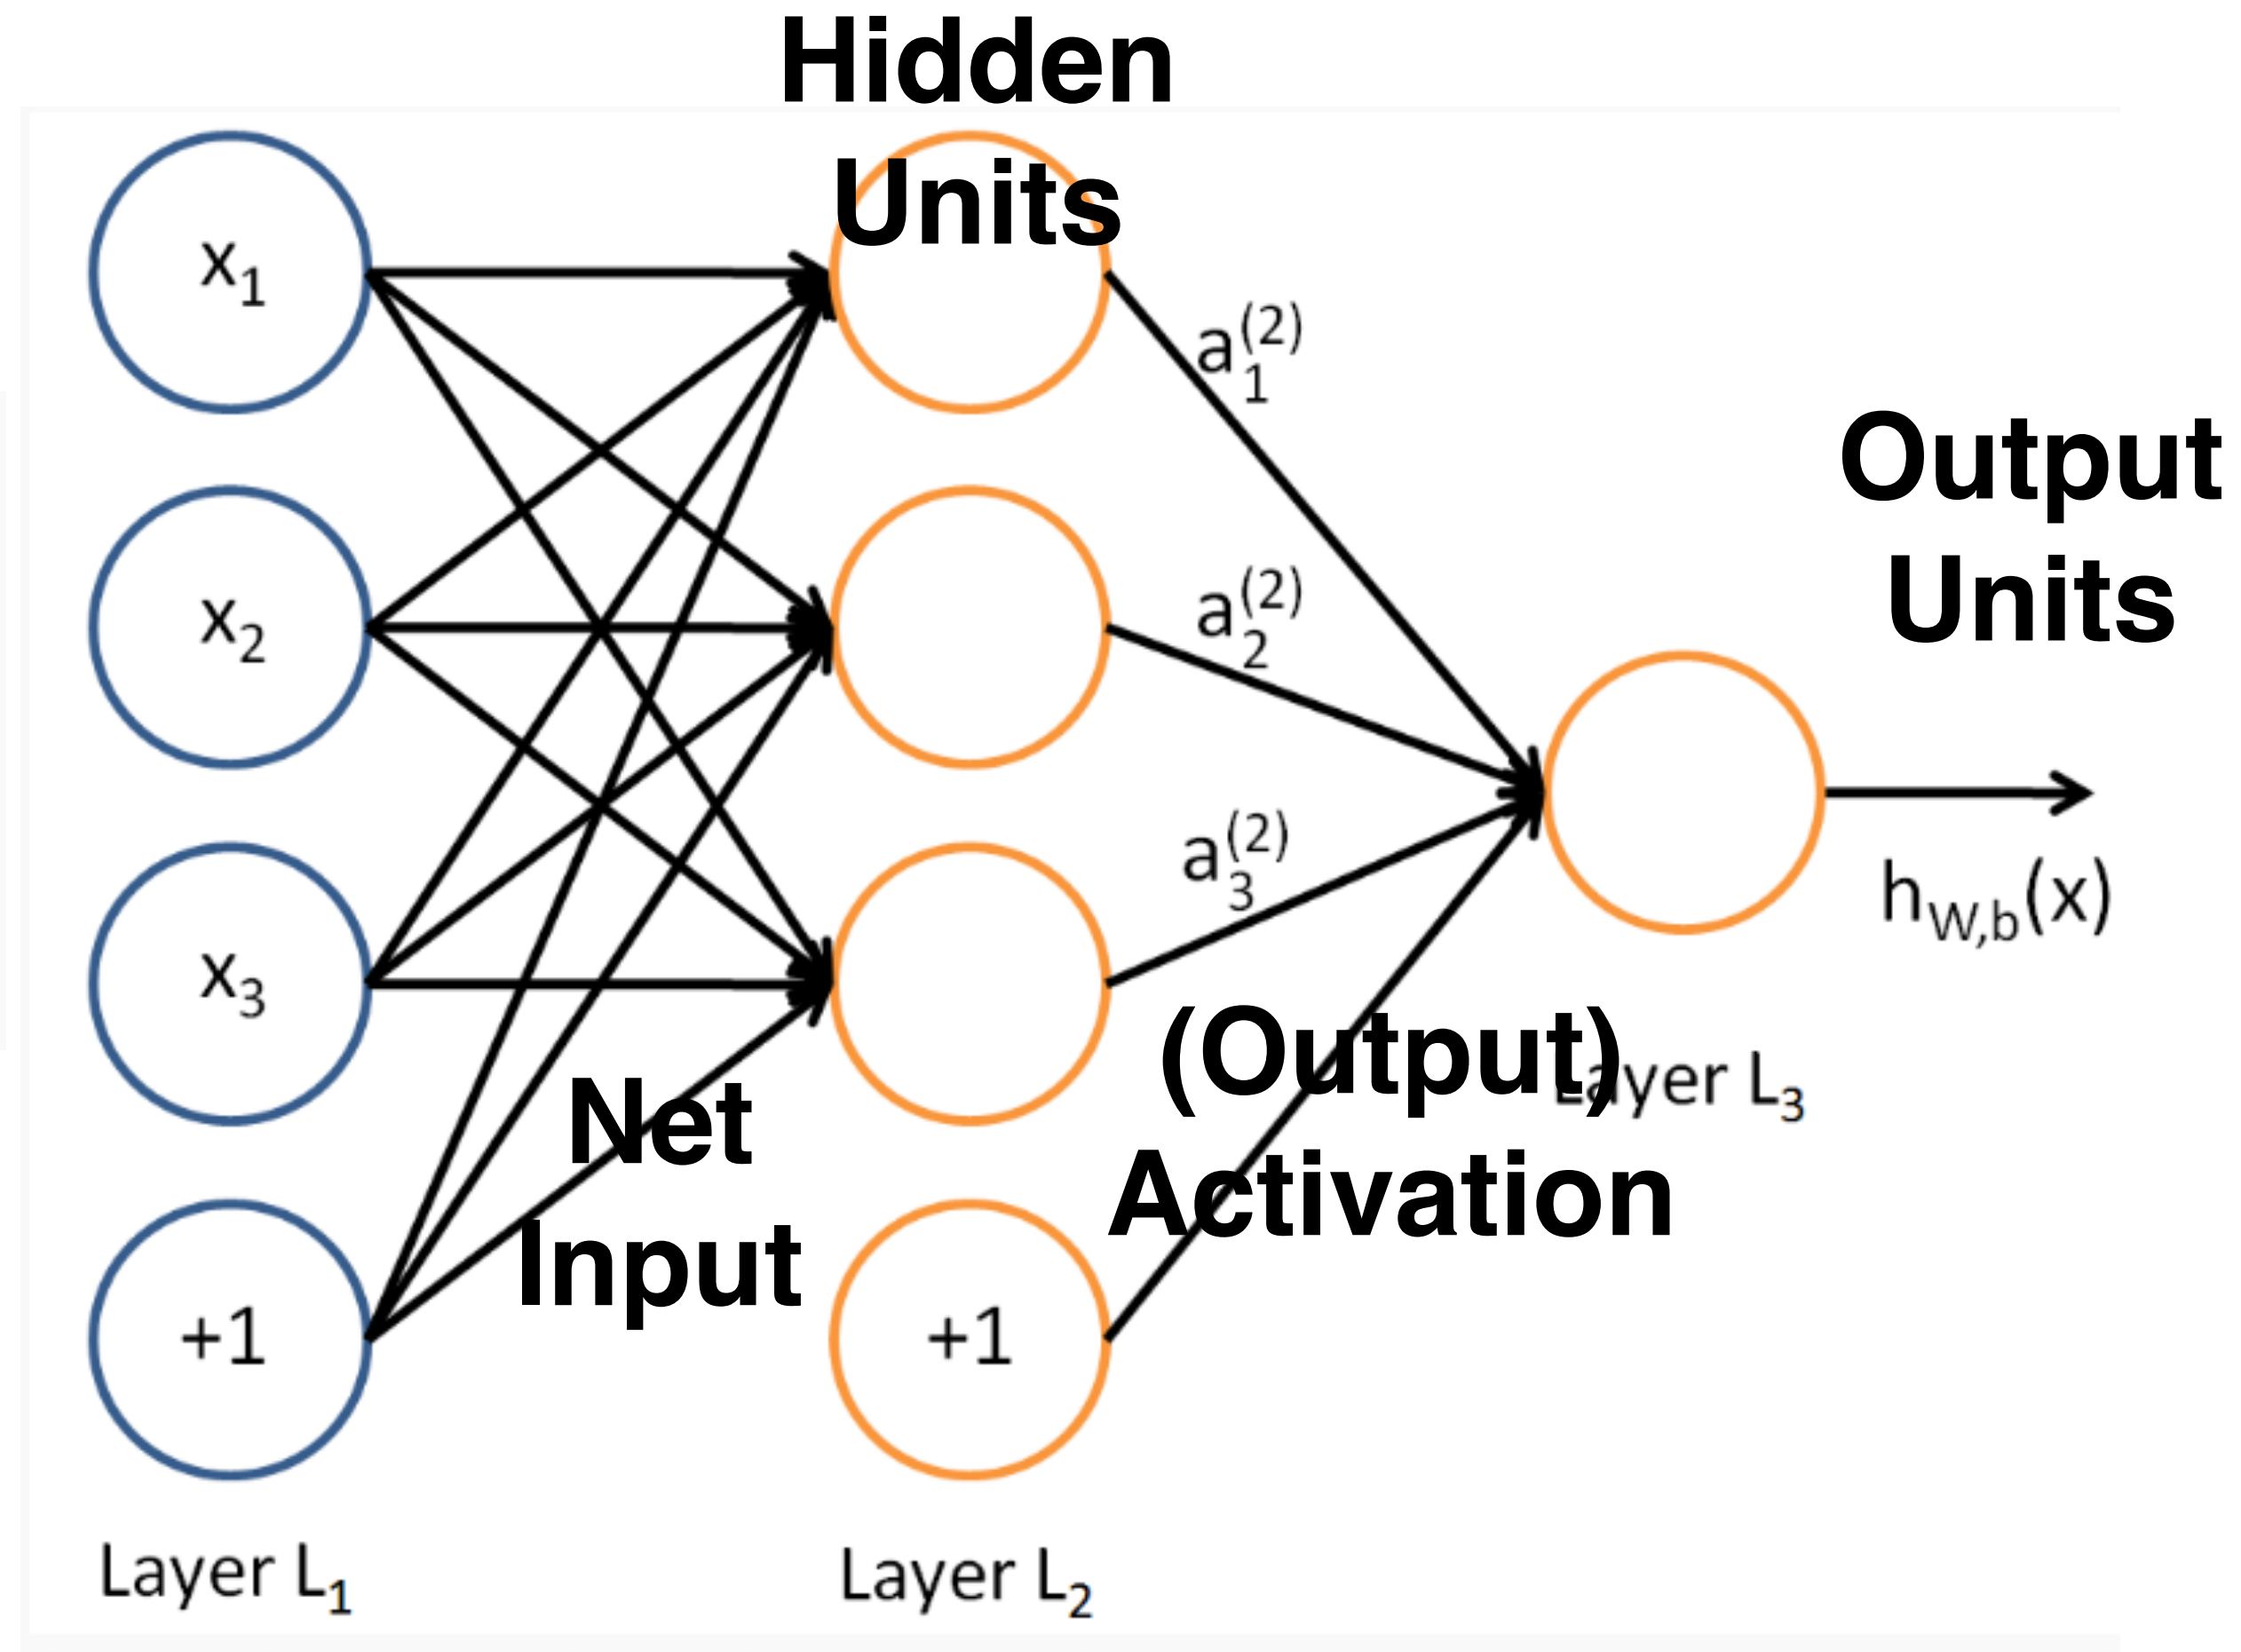 Hidden
Units
x₁
a₁⁽²⁾
Output
Units
x₂
a₂⁽²⁾
x₃
a₃⁽²⁾
h_W,b(x)
(Output)
Activation
Layer L₃
Net
Input
+1
+1
Layer L₁
Layer L₂